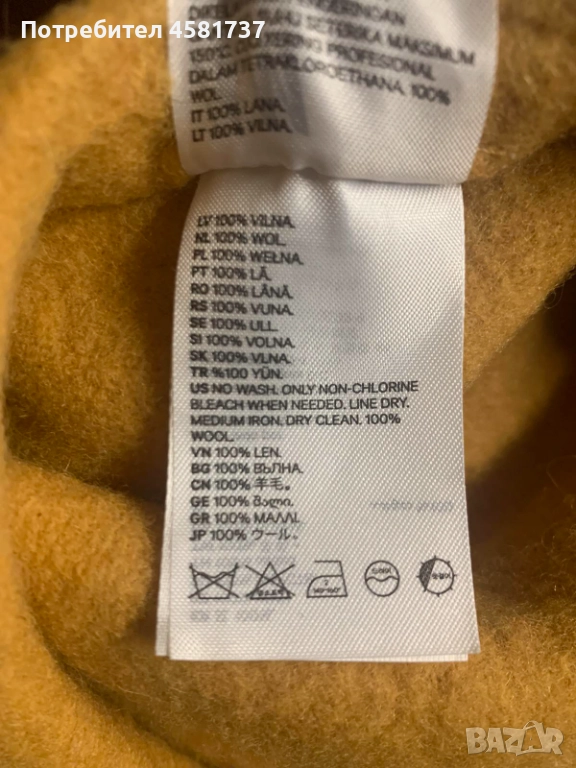 Потребител 4581737
DALAM TETRAKLOROETHANA. 100%
WOL.
IT 100% LANA.
LT 100% VILNA.
LV 100% VILNA.
NL 100% WOL.
PL 100% WEŁNA.
PT 100% LÃ.
RO 100% LÂNĂ.
RS 100% VUNA.
SE 100% ULL.
SI 100% VOLNA.
SK 100% VLNA.
TR %100 YÜN.
US NO WASH. ONLY NON-CHLORINE
BLEACH WHEN NEEDED. LINE DRY.
MEDIUM IRON. DRY CLEAN. 100%
WOOL.
VN 100% LEN.
BG 100% ВЪЛНА.
CN 100% 羊毛。
GE 100% შალი.
GR 100% ΜΑΛΛΙ.
JP 100% ウール。
BAZAR